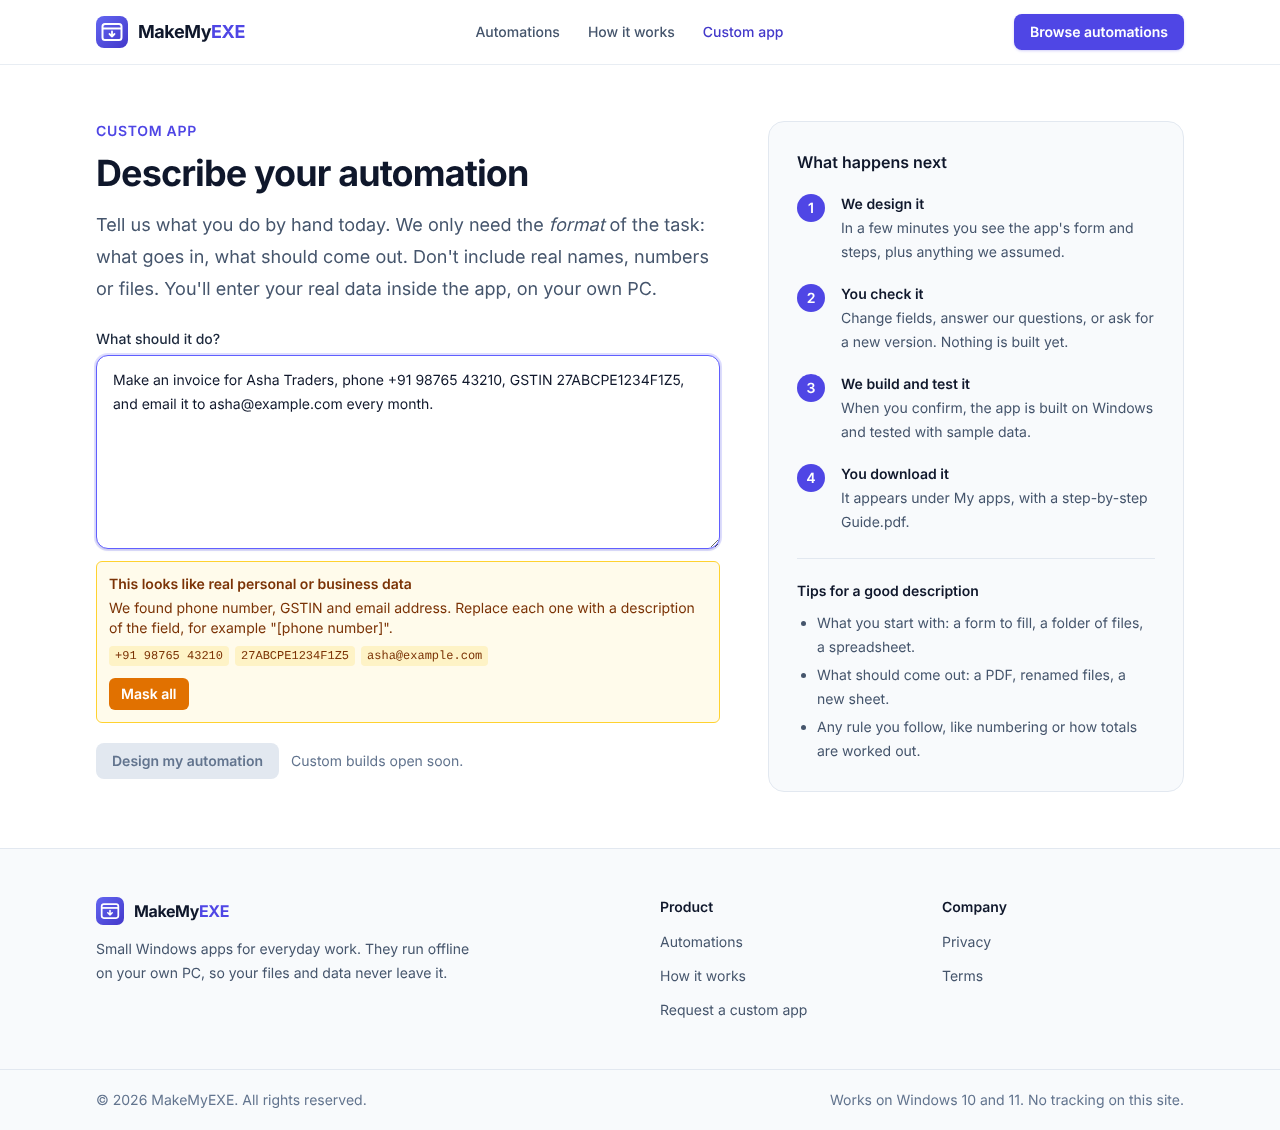 MakeMyEXE
Automations
How it works
Custom app
Browse automations
CUSTOM APP
Describe your automation
Tell us what you do by hand today. We only need the format of the task:
what goes in, what should come out. Don't include real names, numbers
or files. You'll enter your real data inside the app, on your own PC.
What should it do?
Make an invoice for Asha Traders, phone +91 98765 43210, GSTIN 27ABCPE1234F1Z5,
and email it to asha@example.com every month.
This looks like real personal or business data
We found phone number, GSTIN and email address. Replace each one with a description
of the field, for example "[phone number]".
+91 98765 43210
27ABCPE1234F1Z5
asha@example.com
Mask all
Design my automation
Custom builds open soon.
What happens next
1
We design it
In a few minutes you see the app's form and
steps, plus anything we assumed.
2
You check it
Change fields, answer our questions, or ask for
a new version. Nothing is built yet.
3
We build and test it
When you confirm, the app is built on Windows
and tested with sample data.
4
You download it
It appears under My apps, with a step-by-step
Guide.pdf.
Tips for a good description
• What you start with: a form to fill, a folder of files,
a spreadsheet.
• What should come out: a PDF, renamed files, a
new sheet.
• Any rule you follow, like numbering or how totals
are worked out.
MakeMyEXE
Small Windows apps for everyday work. They run offline
on your own PC, so your files and data never leave it.
Product
Automations
How it works
Request a custom app
Company
Privacy
Terms
© 2026 MakeMyEXE. All rights reserved.
Works on Windows 10 and 11. No tracking on this site.